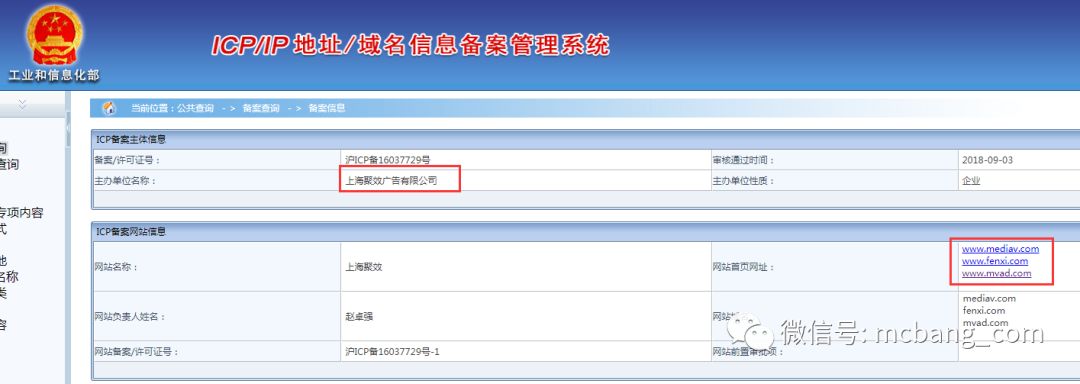 ICP/IP 地址/域名信息备案管理系统
工业和信息化部
当前位置：公共查询 -> 备案查询 -> 备案信息
询
查询
专项内容
式
地
名称
类
容
ICP备案主体信息
备案/许可证号： 沪ICP备16037729号 审核通过时间： 2018-09-03
主办单位名称： 上海聚效广告有限公司 主办单位性质： 企业
ICP备案网站信息
网站名称： 上海聚效 网站首页网址： www.mediav.com
www.fenxi.com
www.mvad.com
网站负责人姓名： 赵卓强 网站 mediav.com
fenxi.com
mvad.com
网站备案/许可证号： 沪ICP备16037729号-1 网站前置审批项：
微信号: mcbang_com